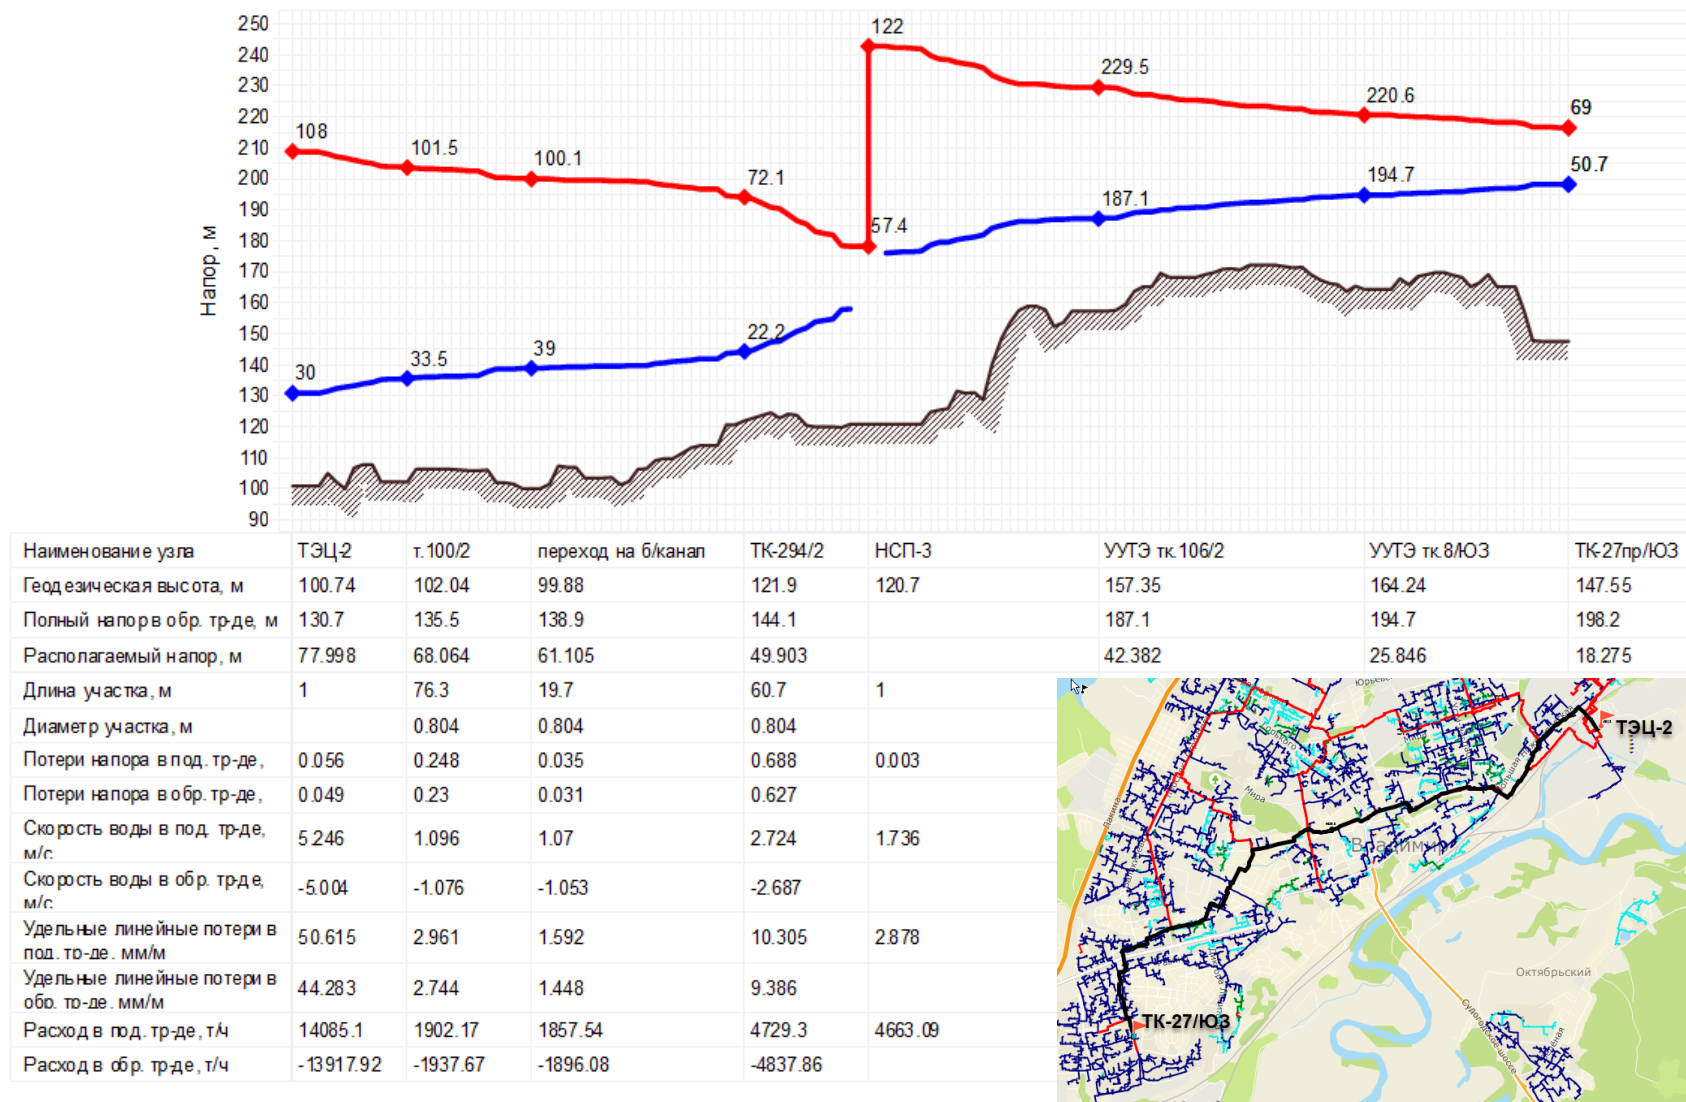 250
240
230
220
210
200
190
180
170
160
150
140
130
120
110
100
90
Напор, м
108
101.5
100.1
72.1
122
57.4
229.5
220.6
69
30
33.5
39
22.2
187.1
194.7
50.7
Наименование узла ТЭЦ-2 т.100/2 переход на б/канал ТК-294/2 НСП-3 УУТЭ тк.106/2 УУТЭ тк.8/ЮЗ ТК-27пр/ЮЗ
Геодезическая высота, м 100.74 102.04 99.88 121.9 120.7 157.35 164.24 147.55
Полный напор в обр. тр-де, м 130.7 135.5 138.9 144.1 187.1 194.7 198.2
Располагаемый напор, м 77.998 68.064 61.105 49.903 42.382 25.846 18.275
Длина участка, м 1 76.3 19.7 60.7 1
Диаметр участка, м 0.804 0.804 0.804
Потери напора в под. тр-де, 0.056 0.248 0.035 0.688 0.003
Потери напора в обр. тр-де, 0.049 0.23 0.031 0.627
Скорость воды в под. тр-де,
м/с 5.246 1.096 1.07 2.724 1.736
Скорость воды в обр. тр-де,
м/с -5.004 -1.076 -1.053 -2.687
Удельные линейные потери в
под. тр-де, мм/м 50.615 2.961 1.592 10.305 2.878
Удельные линейные потери в
обр. тр-де, мм/м 44.283 2.744 1.448 9.386
Расход в под. тр-де, т/ч 14085.1 1902.17 1857.54 4729.3 4663.09
Расход в обр. тр-де, т/ч -13917.92 -1937.67 -1896.08 -4837.86
ТЭЦ-2
Мира
Владимир
Октябрьский
Судогодское шоссе
ТК-27/ЮЗ